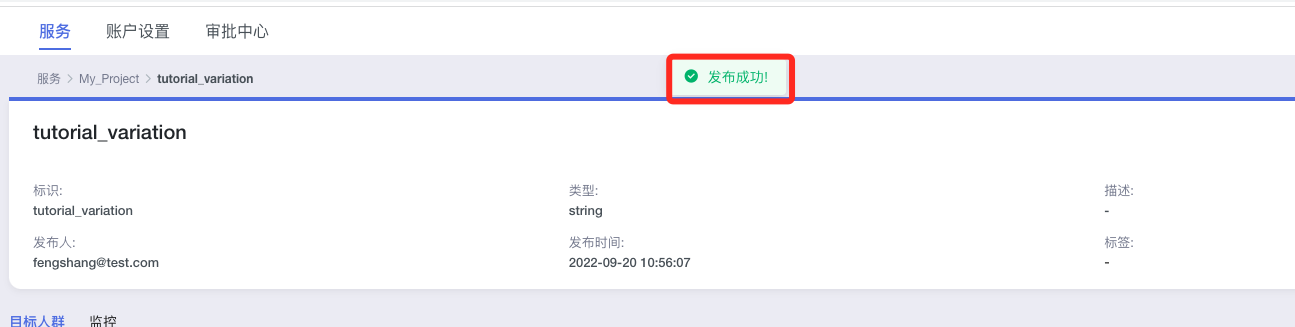 服务 账户设置 审批中心
服务 > My_Project > tutorial_variation
发布成功!
tutorial_variation
标识: 类型: 描述:
tutorial_variation string -
发布人: 发布时间: 标签:
fengshang@test.com 2022-09-20 10:56:07 -
目标人群 监控